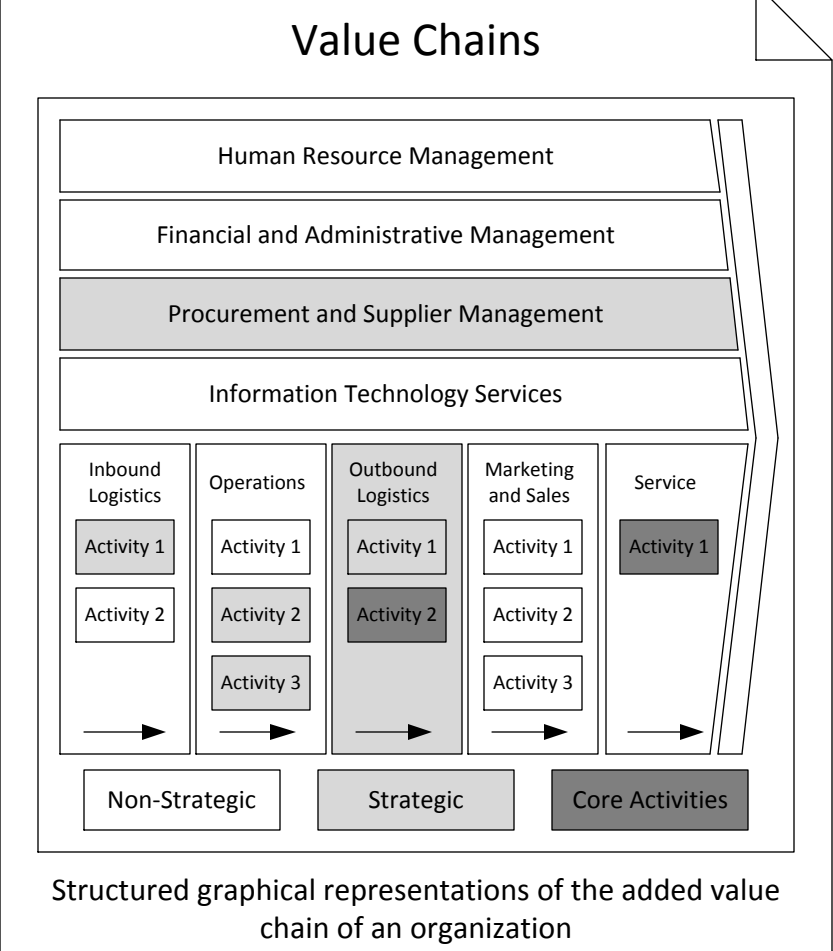 Value Chains
Human Resource Management
Financial and Administrative Management
Procurement and Supplier Management
Information Technology Services
Inbound
Logistics
Activity 1
Activity 2
Operations
Activity 1
Activity 2
Activity 3
Outbound
Logistics
Activity 1
Activity 2
Marketing
and Sales
Activity 1
Activity 2
Activity 3
Service
Activity 1
Non-Strategic
Strategic
Core Activities
Structured graphical representations of the added value
chain of an organization